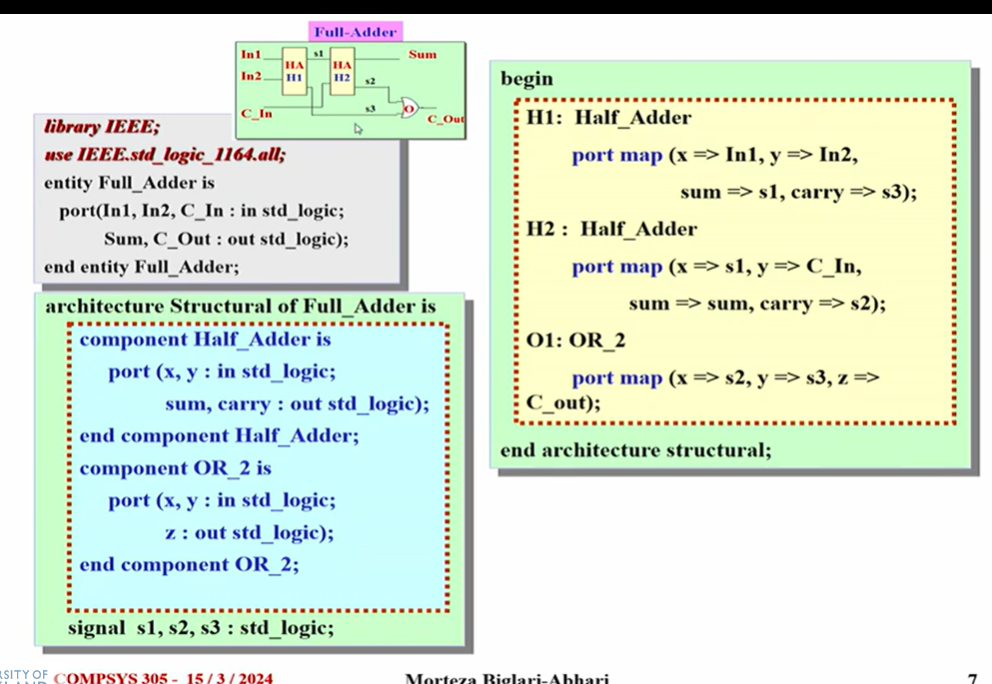 Full-Adder
In1
In2
C_In
HA
H1
s1
HA
H2
s2
s3
O
Sum
C_Out
library IEEE;
use IEEE.std_logic_1164.all;
entity Full_Adder is
port(In1, In2, C_In : in std_logic;
Sum, C_Out : out std_logic);
end entity Full_Adder;
architecture Structural of Full_Adder is
component Half_Adder is
port (x, y : in std_logic;
sum, carry : out std_logic);
end component Half_Adder;
component OR_2 is
port (x, y : in std_logic;
z : out std_logic);
end component OR_2;
signal s1, s2, s3 : std_logic;
begin
H1: Half_Adder
port map (x => In1, y => In2,
sum => s1, carry => s3);
H2 : Half_Adder
port map (x => s1, y => C_In,
sum => sum, carry => s2);
O1: OR_2
port map (x => s2, y => s3, z =>
C_out);
end architecture structural;
COMPSYS 305 - 15 / 3 / 2024
Morteza Biglari-Abhari
7